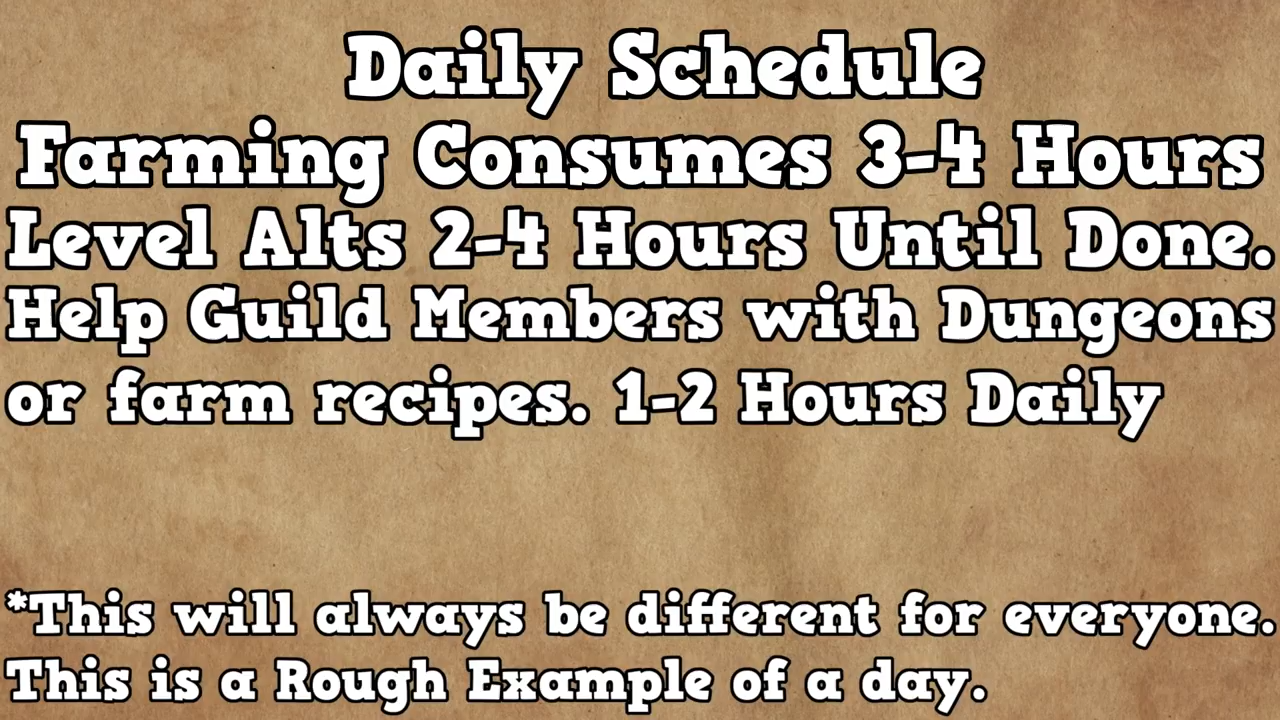 Daily Schedule
Farming Consumes 3-4 Hours
Level Alts 2-4 Hours Until Done.
Help Guild Members with Dungeons
or farm recipes. 1-2 Hours Daily
*This will always be different for everyone.
This is a Rough Example of a day.